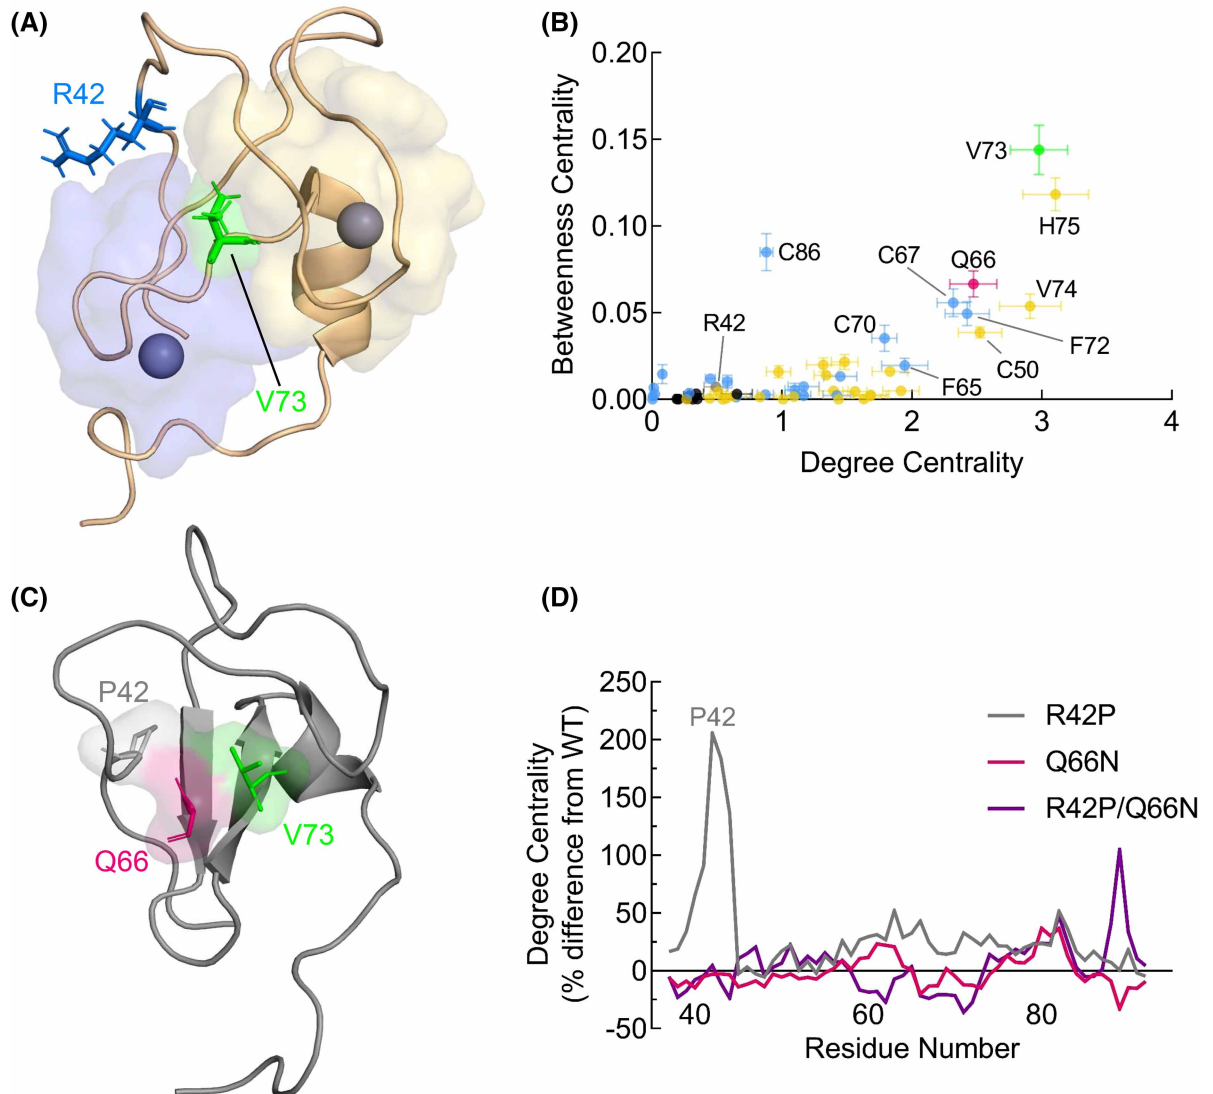 (A)
R42
V73
(B)
Betweenness Centrality
0.20
0.15
0.10
0.05
0.00
V73
H75
C86
C67
Q66
V74
R42
C70
F72
C50
F65
0 1 2 3 4
Degree Centrality
(C)
P42
Q66
V73
(D)
Degree Centrality
(% difference from WT)
250
200
150
100
50
0
-50
P42
R42P
Q66N
R42P/Q66N
40 60 80
Residue Number